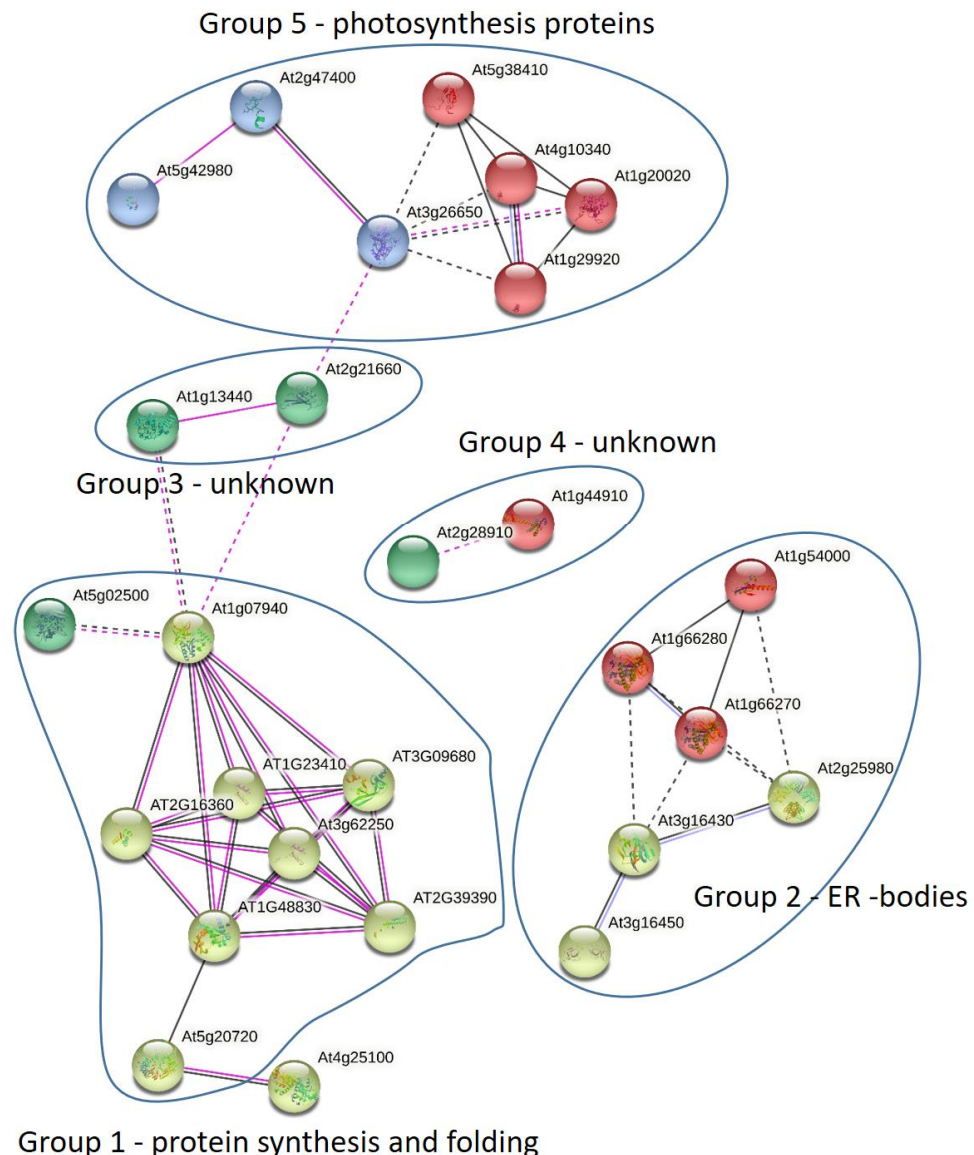 Group 5 - photosynthesis proteins
At2g47400
At5g38410
At4g10340
At5g42980
At1g20020
At3g26650
At1g29920
At2g21660
At1g13440
Group 4 - unknown
Group 3 - unknown
At1g44910
At2g28910
At1g54000
At5g02500
At1g07940
At1g66280
At1g66270
AT1G23410
AT3G09680
At2g25980
AT2G16360
At3g62250
At3g16430
AT1G48830
AT2G39390
Group 2 - ER -bodies
At3g16450
At5g20720
At4g25100
Group 1 - protein synthesis and folding